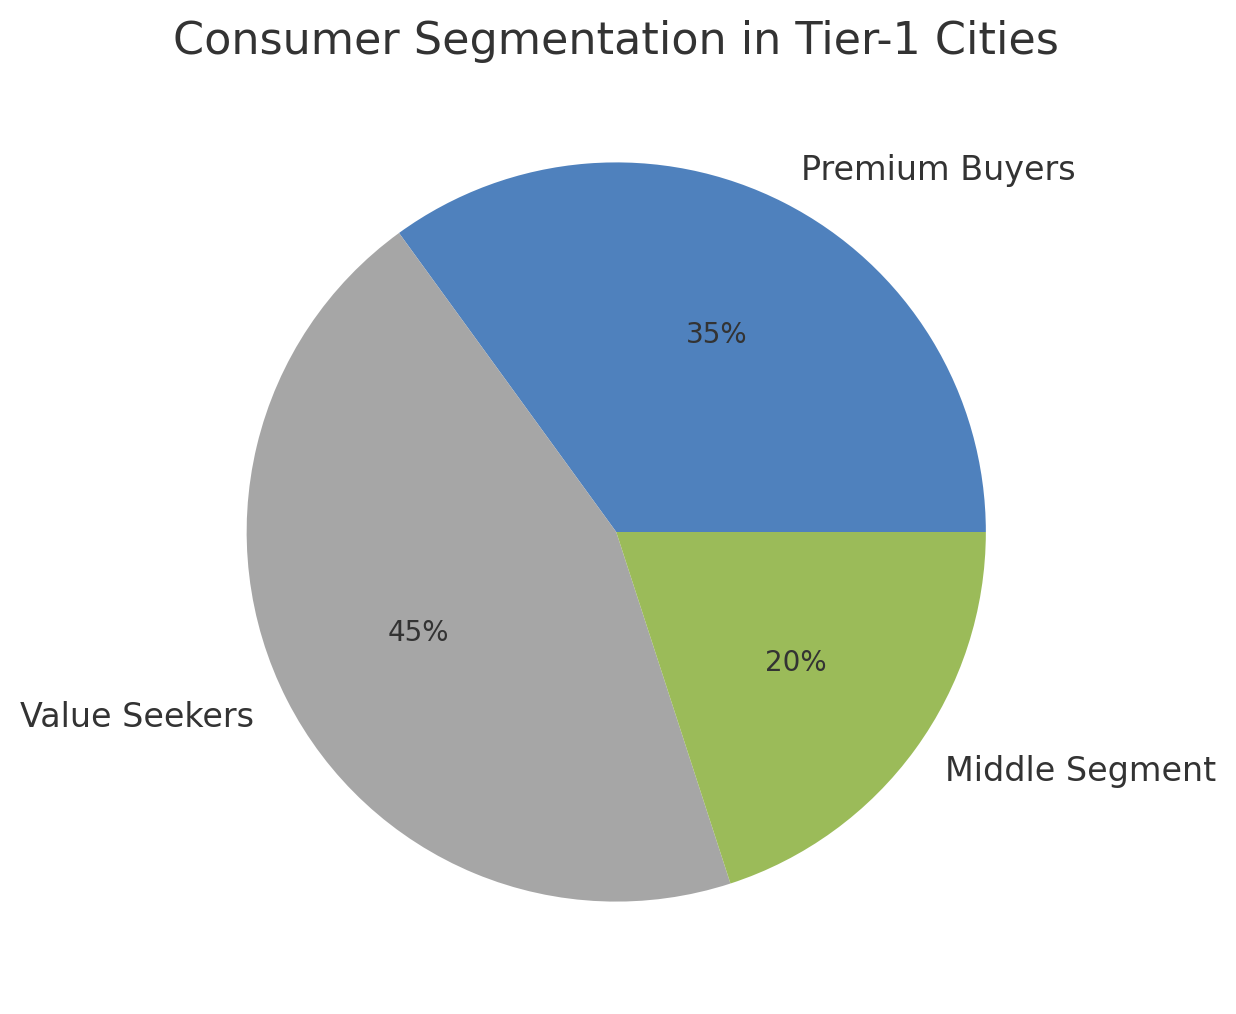 Consumer Segmentation in Tier-1 Cities
Premium Buyers
35%
45%
20%
Value Seekers
Middle Segment